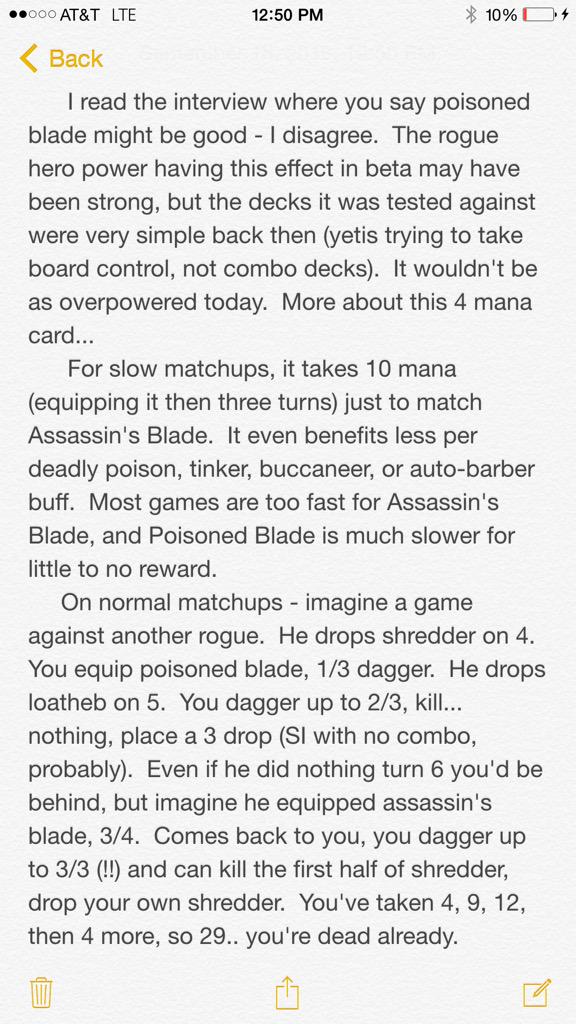 AT&T LTE 12:50 PM 10%
Back
I read the interview where you say poisoned
blade might be good - I disagree. The rogue
hero power having this effect in beta may have
been strong, but the decks it was tested against
were very simple back then (yetis trying to take
board control, not combo decks). It wouldn't be
as overpowered today. More about this 4 mana
card...
For slow matchups, it takes 10 mana
(equipping it then three turns) just to match
Assassin's Blade. It even benefits less per
deadly poison, tinker, buccaneer, or auto-barber
buff. Most games are too fast for Assassin's
Blade, and Poisoned Blade is much slower for
little to no reward.
On normal matchups - imagine a game
against another rogue. He drops shredder on 4.
You equip poisoned blade, 1/3 dagger. He drops
loatheb on 5. You dagger up to 2/3, kill...
nothing, place a 3 drop (SI with no combo,
probably). Even if he did nothing turn 6 you'd be
behind, but imagine he equipped assassin's
blade, 3/4. Comes back to you, you dagger up
to 3/3 (!!) and can kill the first half of shredder,
drop your own shredder. You've taken 4, 9, 12,
then 4 more, so 29.. you're dead already.